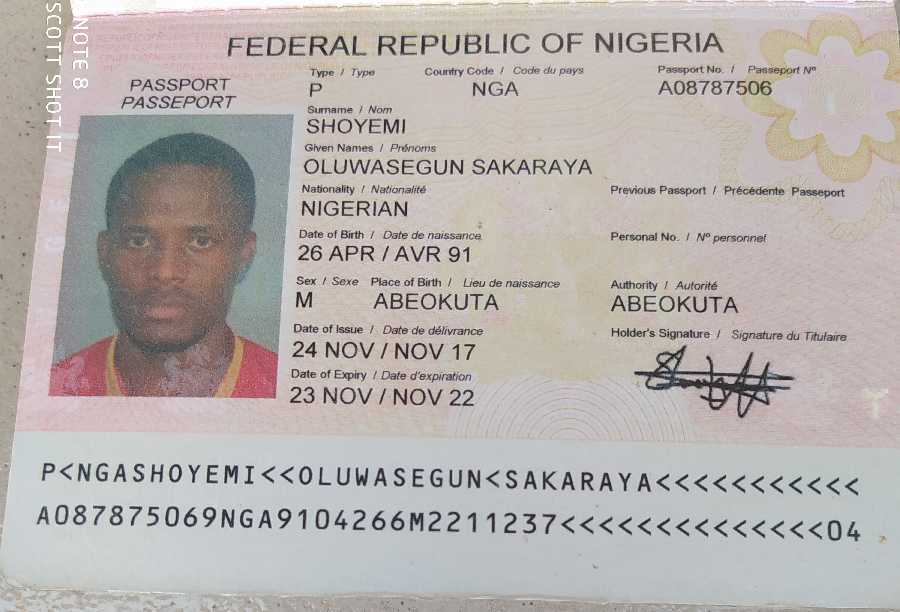 NOTE 8
SCOTT SHOT IT
FEDERAL REPUBLIC OF NIGERIA
PASSPORT
PASSEPORT
Type / Type Country Code / Code du pays Passport No. / Passeport Nº
P NGA A08787506
Surname / Nom
SHOYEMI
Given Names / Prénoms
OLUWASEGUN SAKARAYA
Nationality / Nationalité Previous Passport / Précédente Passeport
NIGERIAN
Date of Birth / Date de naissance Personal No. / Nº personnel
26 APR / AVR 91
Sex / Sexe Place of Birth / Lieu de naissance Authority / Autorité
M ABEOKUTA ABEOKUTA
Date of Issue / Date de délivrance Holder's Signature / Signature du Titulaire
24 NOV / NOV 17
Date of Expiry / Date d'expiration
23 NOV / NOV 22
P<NGASHOYEMI<<OLUWASEGUN<SAKARAYA<<<<<<<<<<<
A087875069NGA9104266M2211237<<<<<<<<<<<<<<04